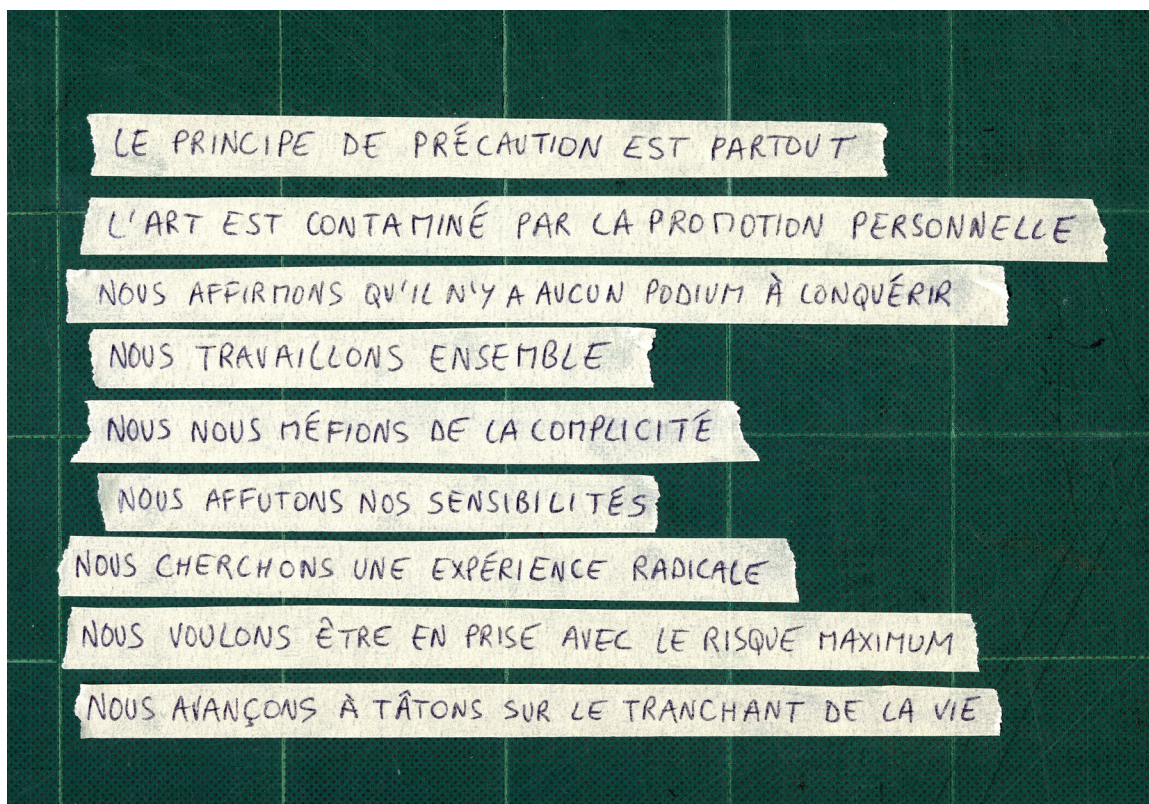 LE PRINCIPE DE PRÉCAUTION EST PARTOUT
L'ART EST CONTAMINÉ PAR LA PROMOTION PERSONNELLE
NOUS AFFIRMONS QU'IL N'Y A AUCUN PODIUM À CONQUÉRIR
NOUS TRAVAILLONS ENSEMBLE
NOUS NOUS MÉFIONS DE LA COMPLICITÉ
NOUS AFFUTONS NOS SENSIBILITÉS
NOUS CHERCHONS UNE EXPÉRIENCE RADICALE
NOUS VOULONS ÊTRE EN PRISE AVEC LE RISQUE MAXIMUM
NOUS AVANÇONS À TÂTONS SUR LE TRANCHANT DE LA VIE